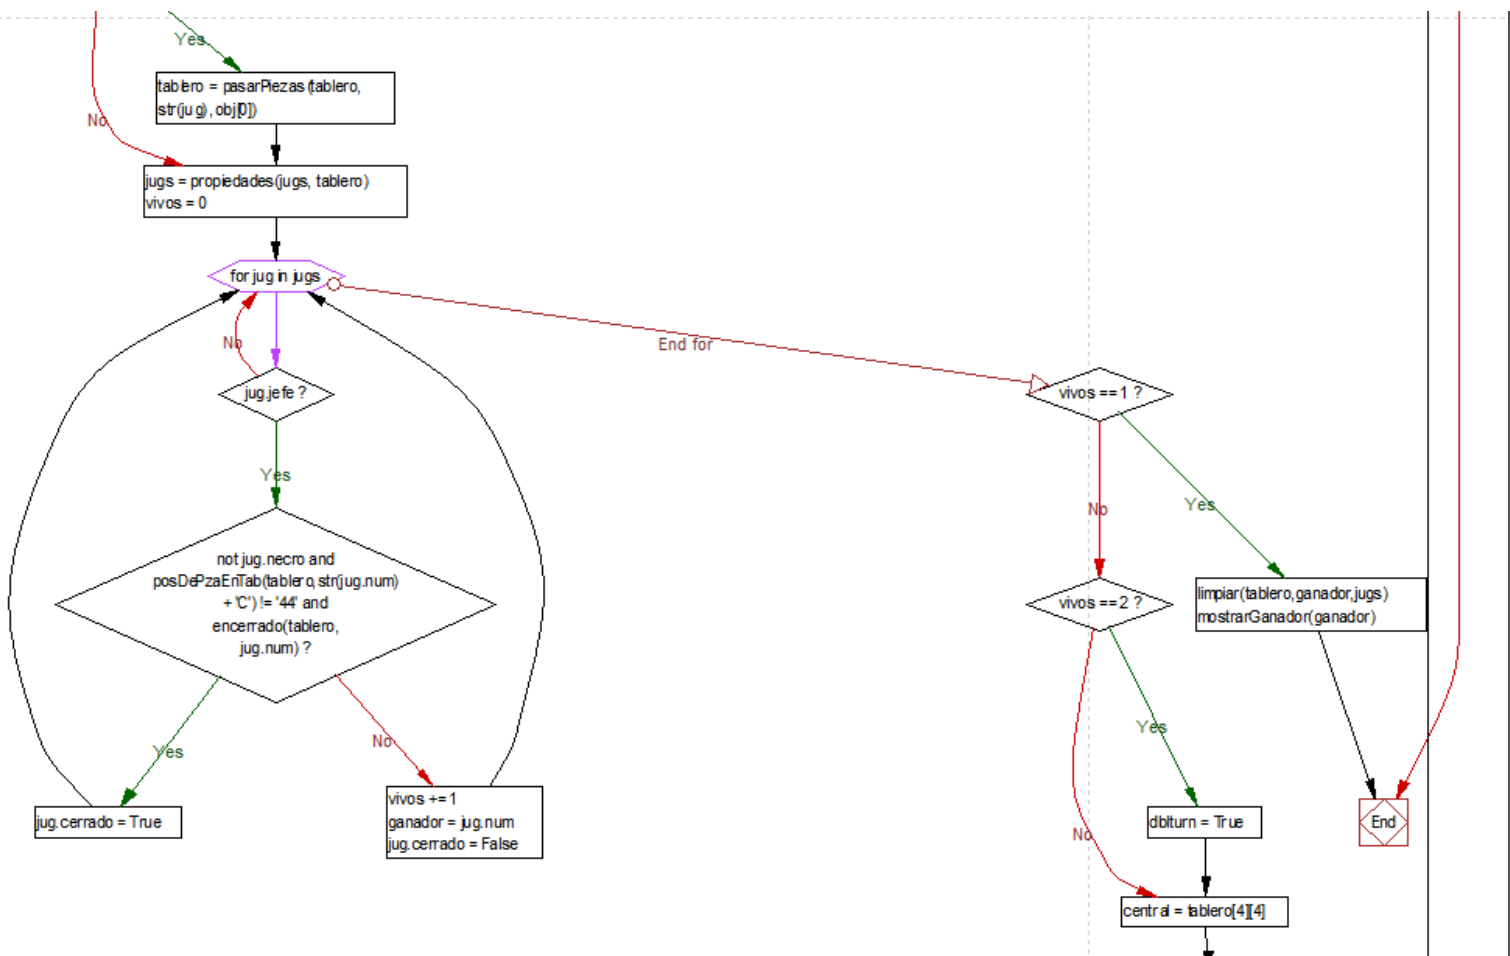 Yes
tablero = pasarPiezas(tablero,
str(jug), obj[0])
No
jugs = propiedades(jugs, tablero)
vivos = 0
for jug in jugs
End for
No
jug.jefe ?
Yes
not jug.necro and
posDePzaEnTab(tablero,str(jug.num)
+ 'C') != '44' and
encerrado(tablero,
jug.num) ?
Yes
No
jug.cerrado = True
vivos += 1
ganador = jug.num
jug.cerrado = False
vivos == 1 ?
No
Yes
vivos == 2 ?
limpiar(tablero,ganador,jugs)
mostrarGanador(ganador)
Yes
No
dblturn = True
End
central = tablero[4][4]